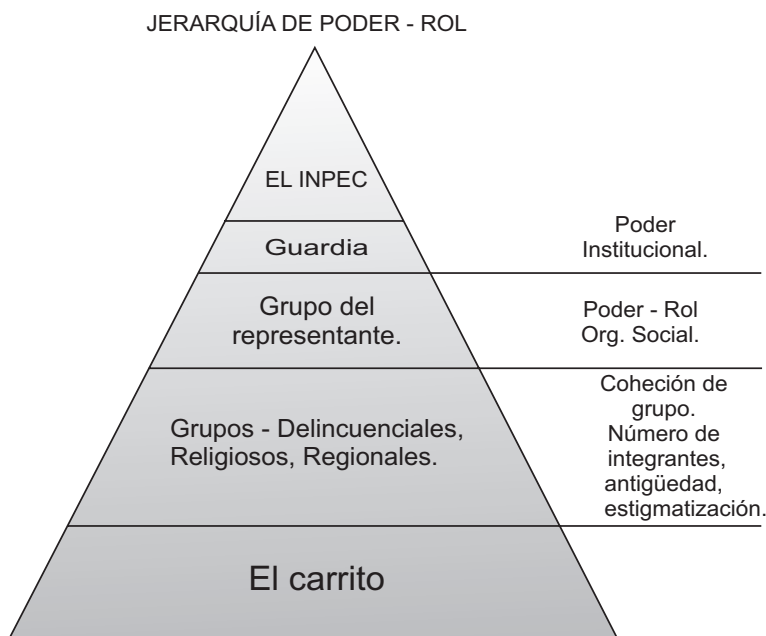 JERARQUÍA DE PODER - ROL
EL INPEC
Guardia
Poder
Institucional.
Grupo del
representante.
Poder - Rol
Org. Social.
Grupos - Delincuenciales,
Religiosos, Regionales.
Coheción de
grupo.
Número de
integrantes,
antigüedad,
estigmatización.
El carrito